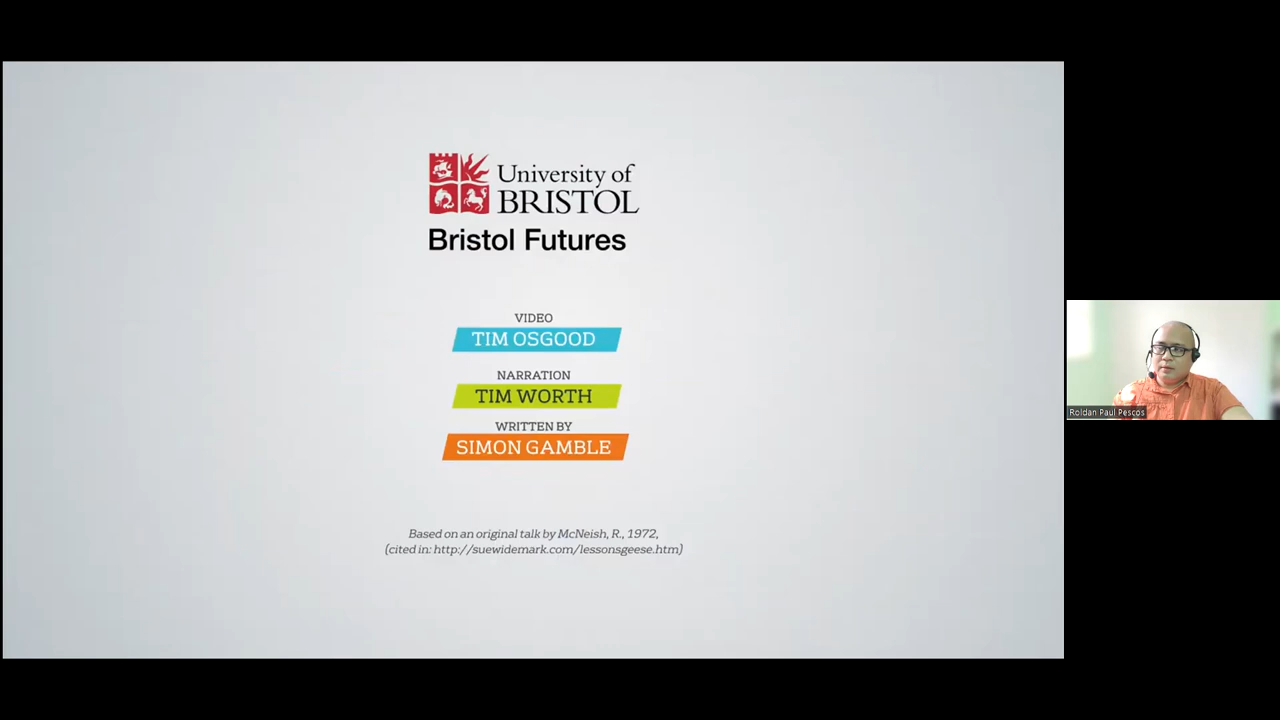 University of
BRISTOL
Bristol Futures
VIDEO
TIM OSGOOD
NARRATION
TIM WORTH
WRITTEN BY
SIMON GAMBLE
Based on an original talk by McNeish, R., 1972,
(cited in: http://suewidemark.com/lessonsgeese.htm)
Roldan Paul Pescos